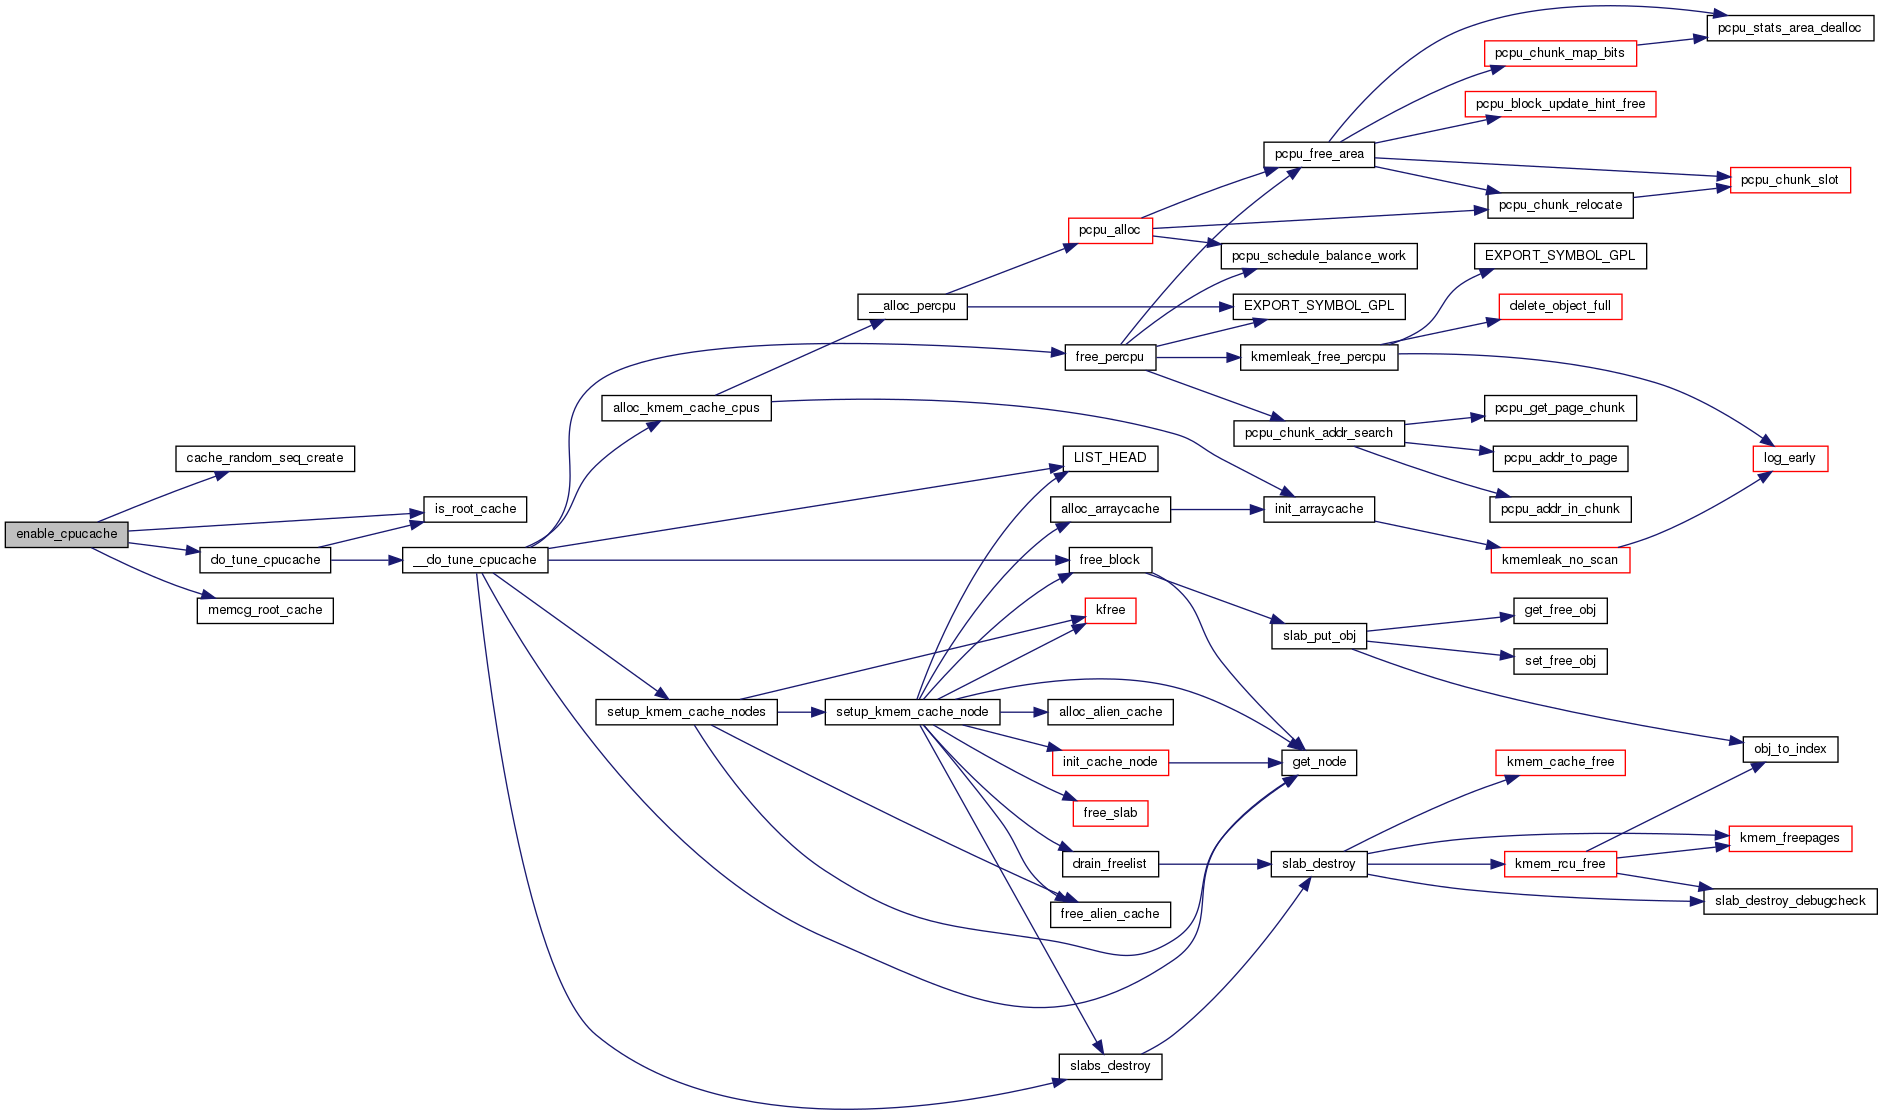 enable_cpucache
cache_random_seq_create
do_tune_cpucache
memcg_root_cache
is_root_cache
__do_tune_cpucache
alloc_kmem_cache_cpus
setup_kmem_cache_nodes
__alloc_percpu
setup_kmem_cache_node
pcpu_alloc
free_percpu
LIST_HEAD
alloc_arraycache
free_block
kfree
alloc_alien_cache
init_cache_node
free_slab
drain_freelist
free_alien_cache
slabs_destroy
pcpu_free_area
pcpu_schedule_balance_work
EXPORT_SYMBOL_GPL
kmemleak_free_percpu
pcpu_chunk_addr_search
init_arraycache
slab_put_obj
get_node
slab_destroy
pcpu_chunk_map_bits
pcpu_block_update_hint_free
pcpu_chunk_relocate
EXPORT_SYMBOL_GPL
delete_object_full
pcpu_get_page_chunk
pcpu_addr_to_page
pcpu_addr_in_chunk
kmemleak_no_scan
get_free_obj
set_free_obj
kmem_cache_free
kmem_rcu_free
pcpu_stats_area_dealloc
pcpu_chunk_slot
log_early
obj_to_index
kmem_freepages
slab_destroy_debugcheck